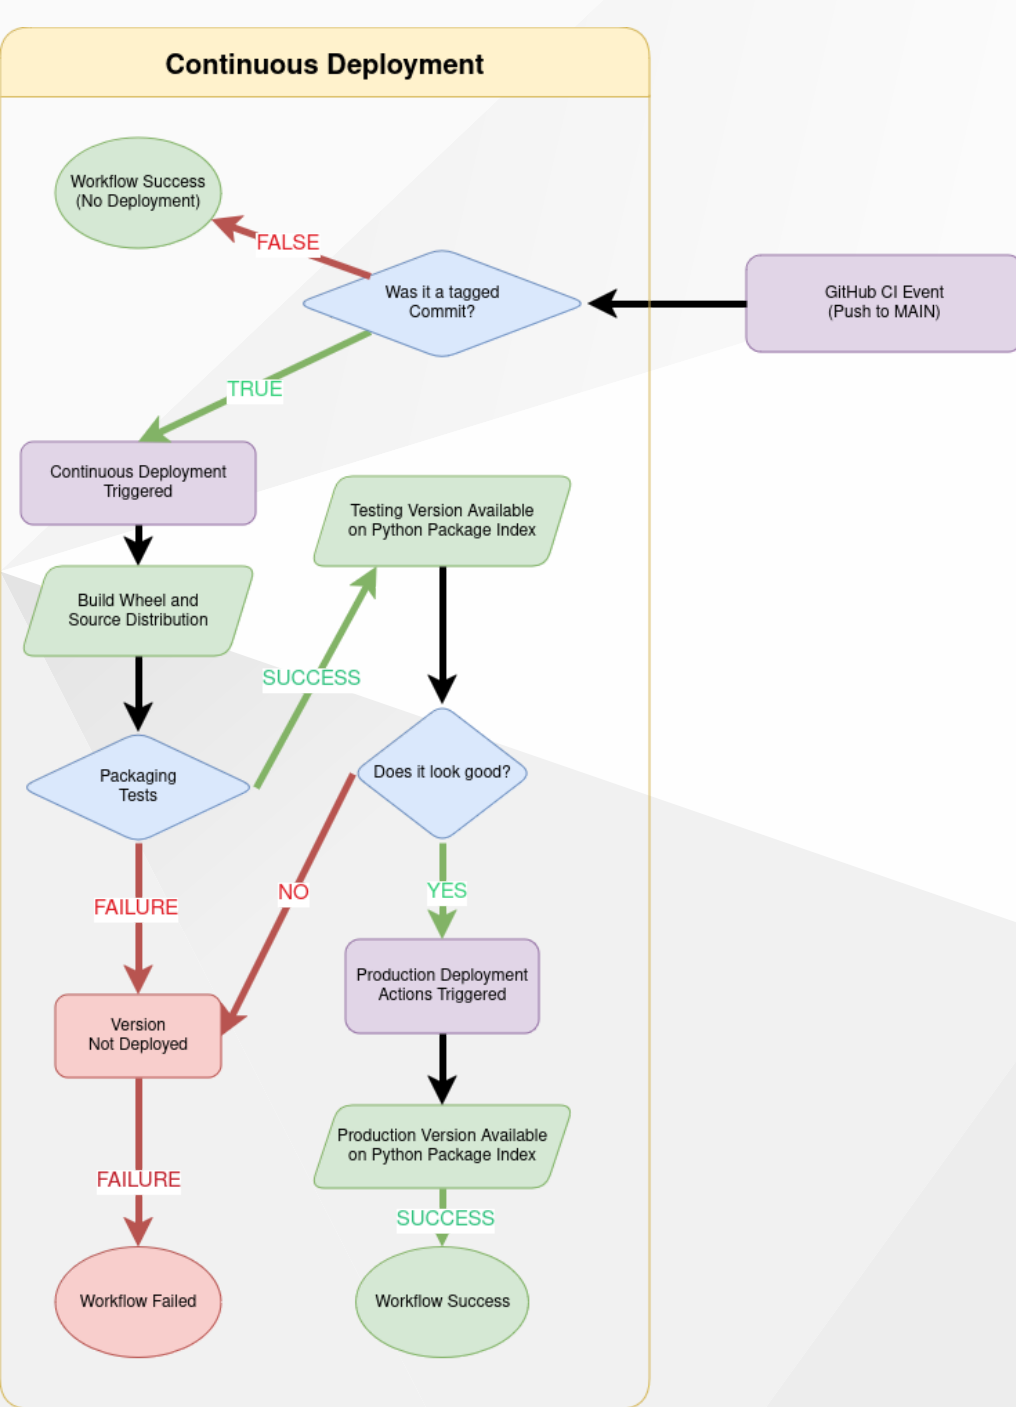 Continuous Deployment
Workflow Success
(No Deployment)
FALSE
Was it a tagged
Commit?
GitHub CI Event
(Push to MAIN)
TRUE
Continuous Deployment
Triggered
Testing Version Available
on Python Package Index
Build Wheel and
Source Distribution
SUCCESS
Packaging
Tests
Does it look good?
FAILURE
NO
YES
Production Deployment
Actions Triggered
Version
Not Deployed
Production Version Available
on Python Package Index
FAILURE
SUCCESS
Workflow Failed
Workflow Success